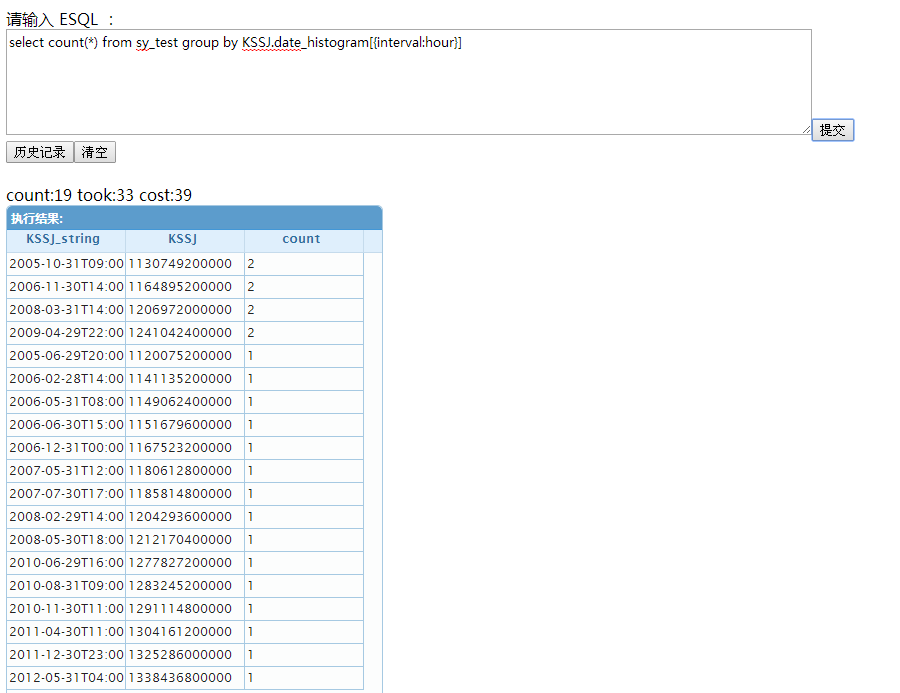 请输入 ESQL ：
select count(*) from sy_test group by KSSJ.date_histogram[{interval:hour}]
提交
历史记录 清空
count:19 took:33 cost:39
执行结果:
KSSJ_string KSSJ count
2005-10-31T09:00 1130749200000 2
2006-11-30T14:00 1164895200000 2
2008-03-31T14:00 1206972000000 2
2009-04-29T22:00 1241042400000 2
2005-06-29T20:00 1120075200000 1
2006-02-28T14:00 1141135200000 1
2006-05-31T08:00 1149062400000 1
2006-06-30T15:00 1151679600000 1
2006-12-31T00:00 1167523200000 1
2007-05-31T12:00 1180612800000 1
2007-07-30T17:00 1185814800000 1
2008-02-29T14:00 1204293600000 1
2008-05-30T18:00 1212170400000 1
2010-06-29T16:00 1277827200000 1
2010-08-31T09:00 1283245200000 1
2010-11-30T11:00 1291114800000 1
2011-04-30T11:00 1304161200000 1
2011-12-30T23:00 1325286000000 1
2012-05-31T04:00 1338436800000 1